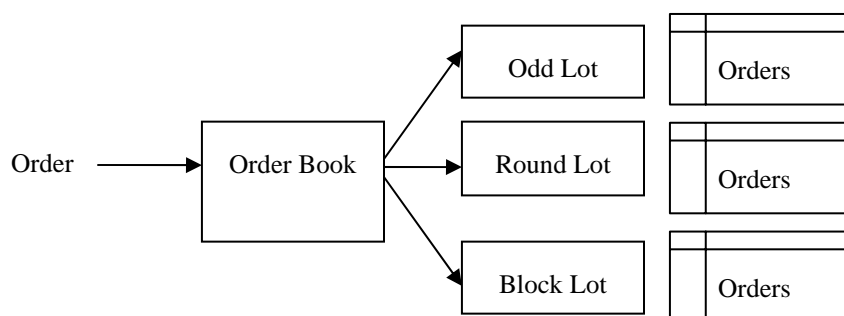 Order
Order Book
Odd Lot
Orders
Round Lot
Orders
Block Lot
Orders